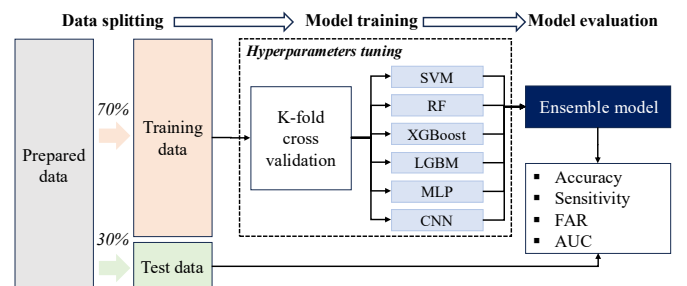 Data splitting
Model training
Model evaluation
Hyperparameters tuning
Prepared
data
70%
Training
data
30%
Test data
K-fold
cross
validation
SVM
RF
XGBoost
LGBM
MLP
CNN
Ensemble model
▪ Accuracy
▪ Sensitivity
▪ FAR
▪ AUC